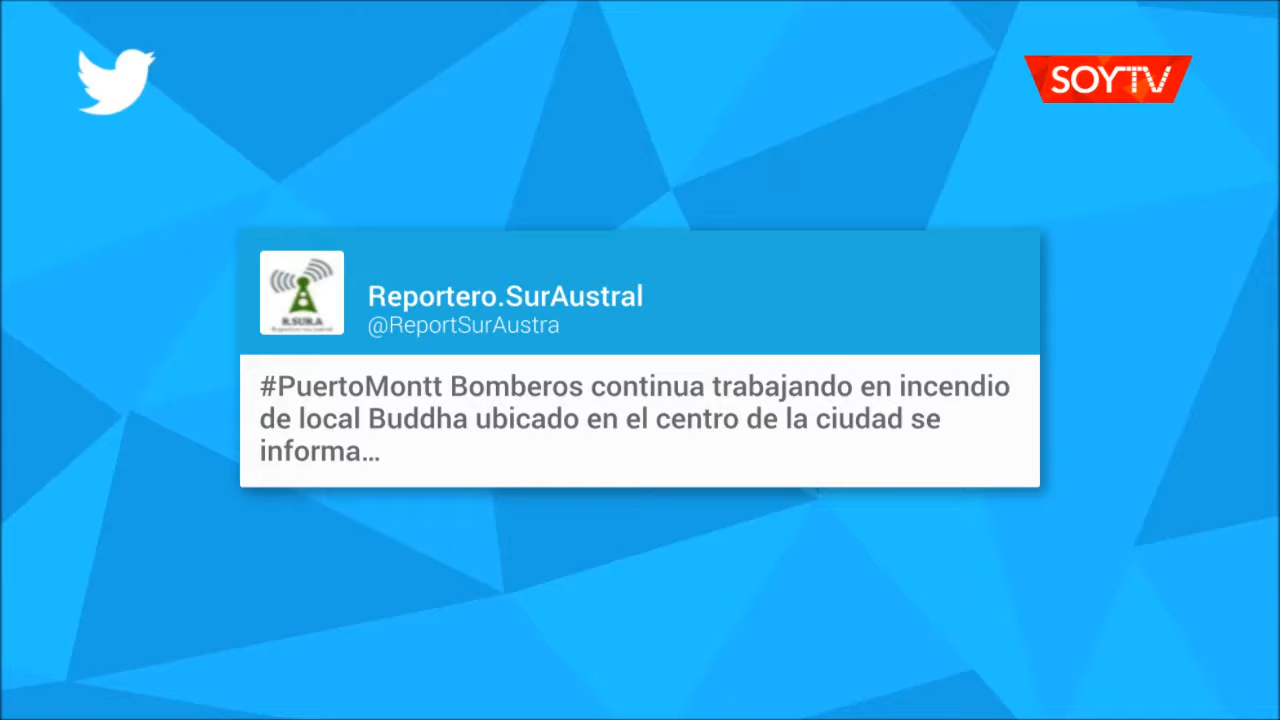 SOYTV
R.SUR.A
Reportero.SurAustral
@ReportSurAustra
#PuertoMontt Bomberos continua trabajando en incendio
de local Buddha ubicado en el centro de la ciudad se
informa...